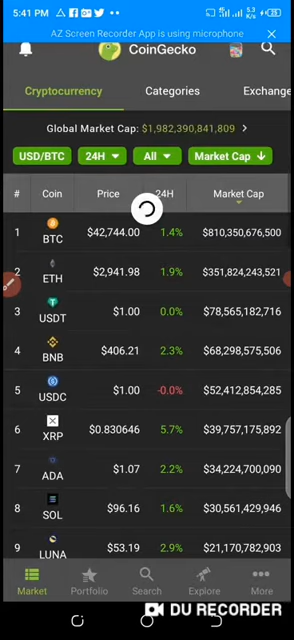 5:41 PM
5.3 K/s
25
AZ Screen Recorder App is using microphone
CoinGecko
Cryptocurrency Categories Exchange
Global Market Cap: $1,982,390,841,809
USD/BTC 24H All Market Cap
# Coin Price 24H Market Cap
1 BTC $42,744.00 1.4% $810,350,676,500
2 ETH $2,941.98 1.9% $351,824,243,521
3 USDT $1.00 0.0% $78,565,182,716
4 BNB $406.21 2.3% $68,298,575,506
5 USDC $1.00 -0.0% $52,412,854,285
6 XRP $0.830646 5.7% $39,757,175,892
7 ADA $1.07 2.2% $34,224,700,090
8 SOL $96.16 1.6% $30,561,429,946
9 LUNA $53.19 2.9% $21,170,782,903
Market Portfolio Search Explore More
DU RECORDER